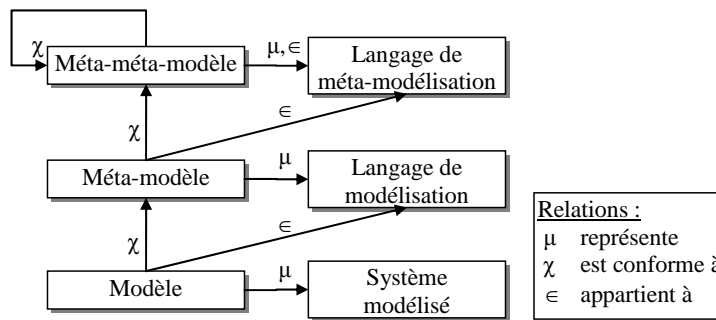 χ
Méta-méta-modèle
μ, ∈
Langage de
méta-modélisation
χ
∈
Méta-modèle
μ
Langage de
modélisation
χ
∈
Modèle
μ
Système
modélisé
Relations :
μ représente
χ est conforme à
∈ appartient à